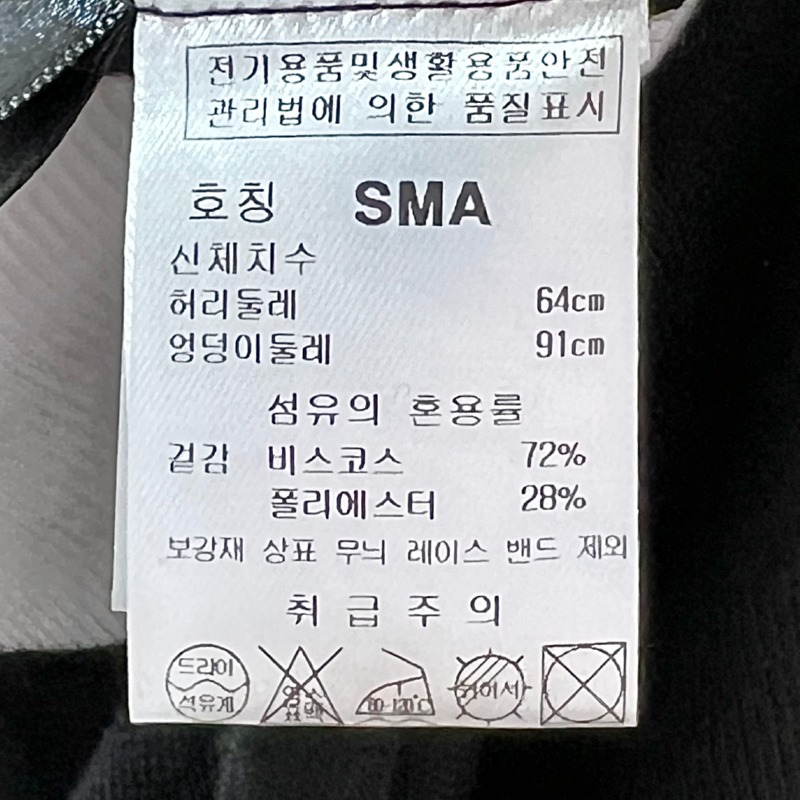 전기용품및생활용품안전
관리법에 의한 품질표시
호칭 SMA
신체치수
허리둘레 64cm
엉덩이둘레 91cm
섬유의 혼용률
겉감 비스코스 72%
폴리에스터 28%
보강재 상표 무늬 레이스 밴드 제외
취급주의
드라이
석유계
80-120℃